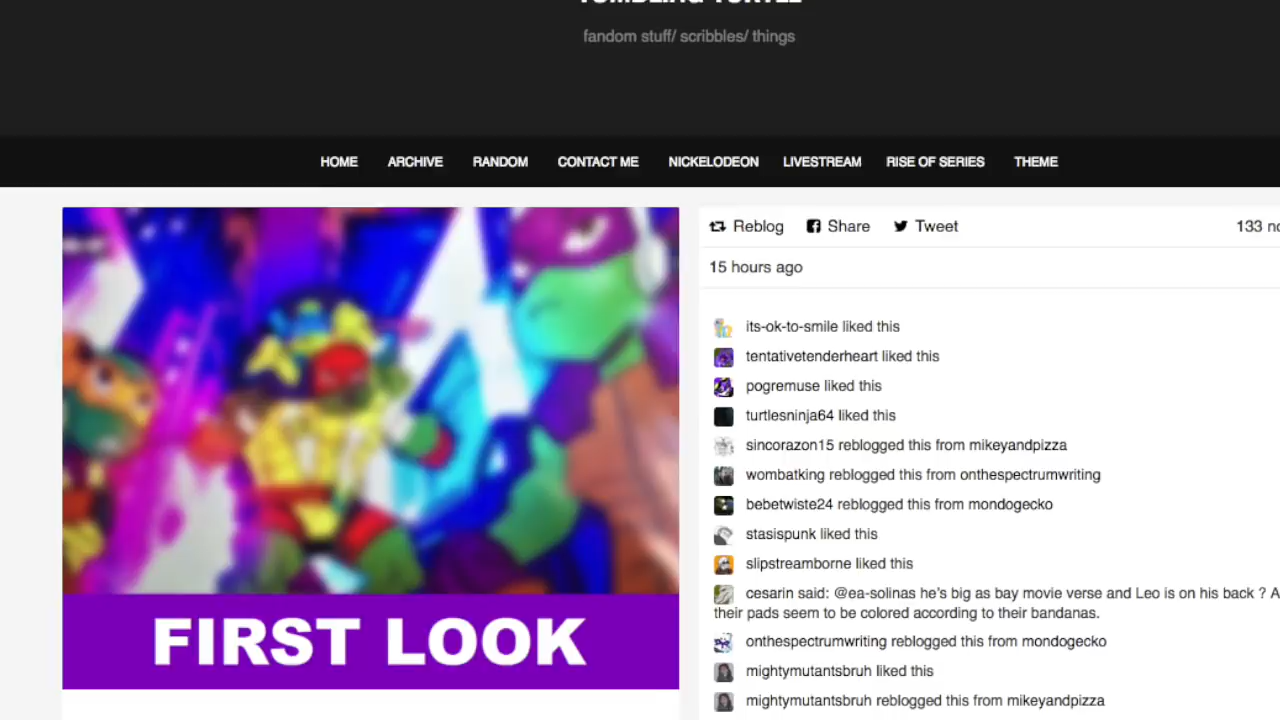 TUMBLING TURTLE
fandom stuff/ scribbles/ things
HOME ARCHIVE RANDOM CONTACT ME NICKELODEON LIVESTREAM RISE OF SERIES THEME
FIRST LOOK
Reblog Share Tweet 133
15 hours ago
its-ok-to-smile liked this
tentativetenderheart liked this
pogremuse liked this
turtlesninja64 liked this
sincorazon15 reblogged this from mikeyandpizza
wombatking reblogged this from onthespectrumwriting
bebetwiste24 reblogged this from mondogecko
stasispunk liked this
slipstreamborne liked this
cesarin said: @ea-solinas he's big as bay movie verse and Leo is on his back ? A
their pads seem to be colored according to their bandanas.
onthespectrumwriting reblogged this from mondogecko
mightymutantsbruh liked this
mightymutantsbruh reblogged this from mikeyandpizza